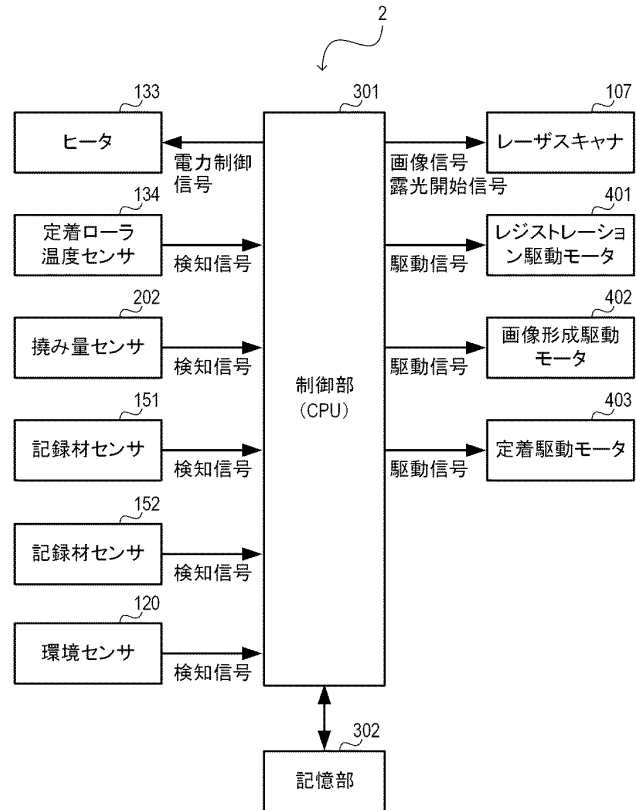 2
133
ヒータ
電力制御
信号
134
定着ローラ
温度センサ
検知信号
202
撓み量センサ
検知信号
151
記録材センサ
検知信号
152
記録材センサ
検知信号
120
環境センサ
検知信号
301
制御部
(CPU)
302
記憶部
107
レーザスキャナ
画像信号
露光開始信号
401
レジストレーショ
ン駆動モータ
駆動信号
402
画像形成駆動
モータ
駆動信号
403
定着駆動モータ
駆動信号